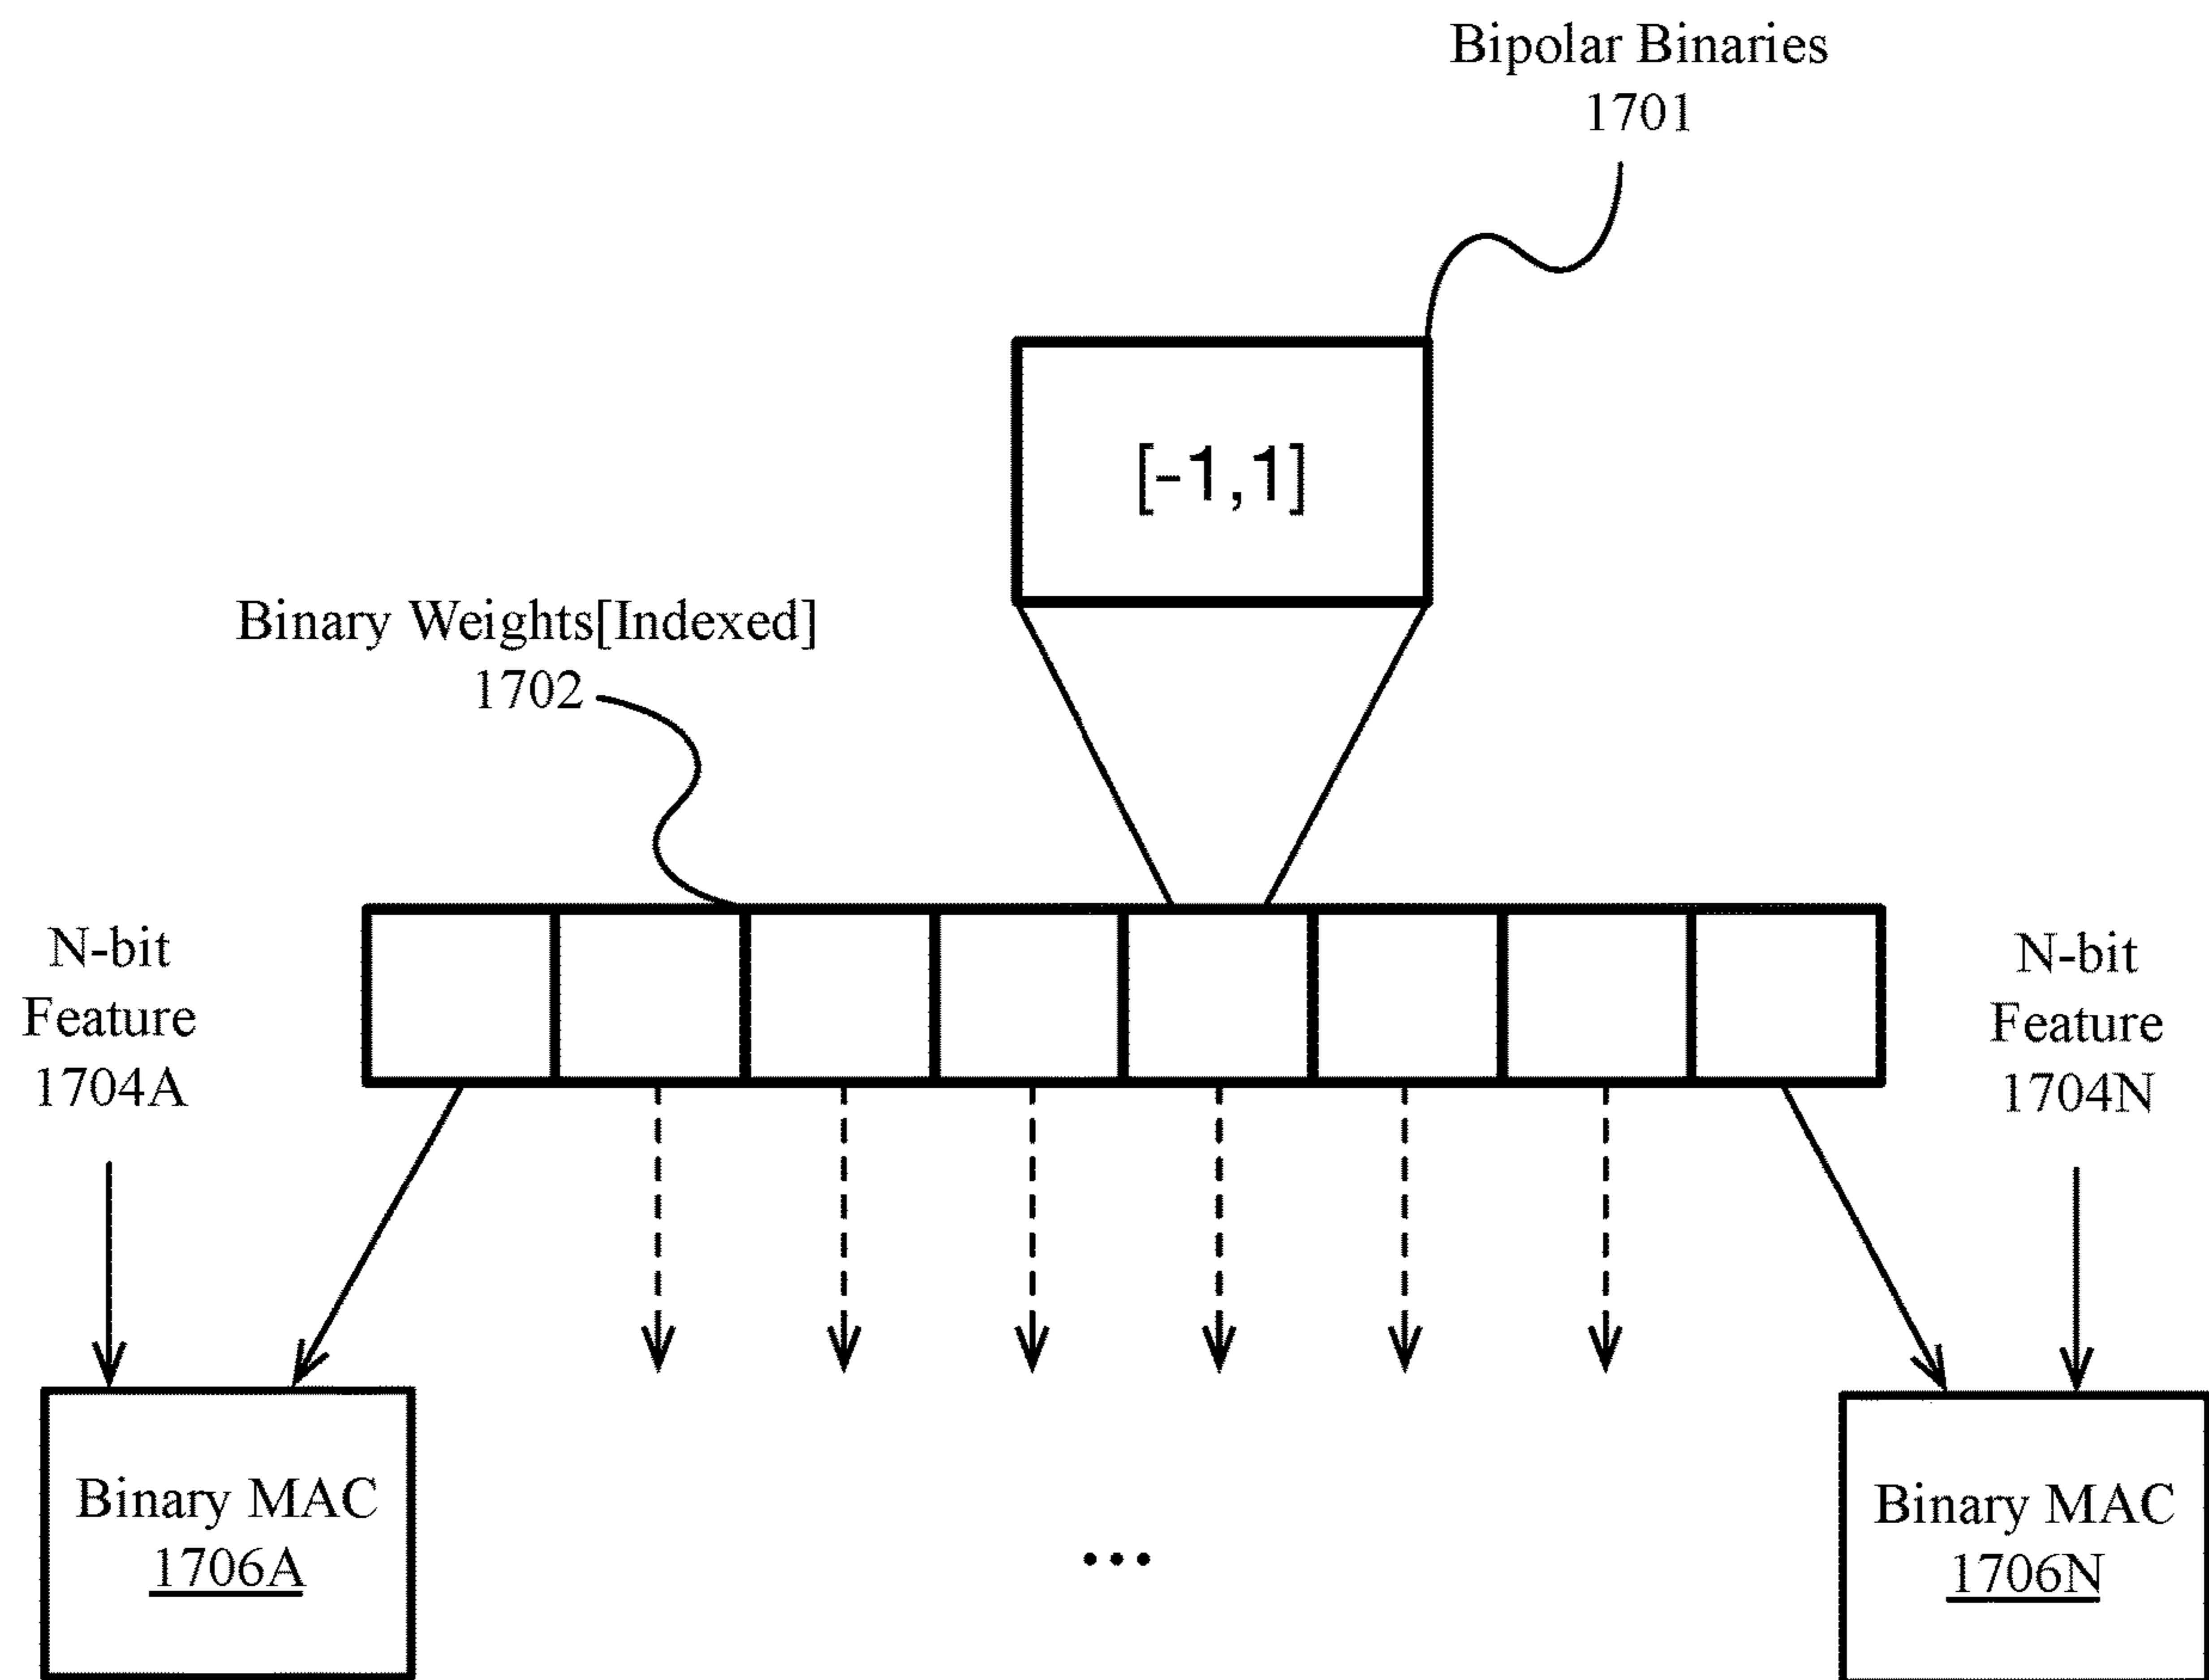 Bipolar Binaries
1701
[-1,1]
Binary Weights[Indexed]
1702
N-bit
Feature
1704A
N-bit
Feature
1704N
Binary MAC
1706A
...
Binary MAC
1706N